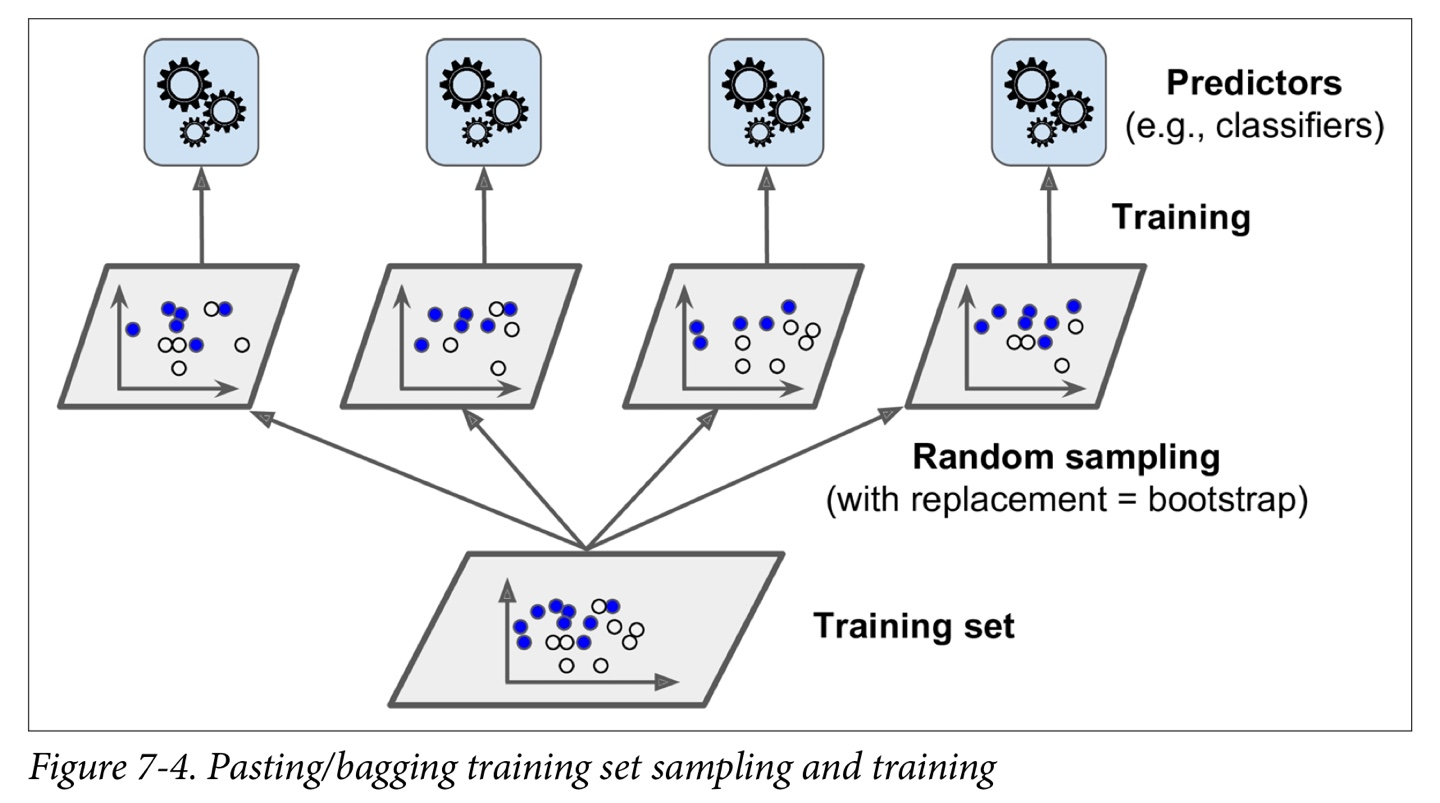 Predictors
(e.g., classifiers)
Training
Random sampling
(with replacement = bootstrap)
Training set
Figure 7-4. Pasting/bagging training set sampling and training